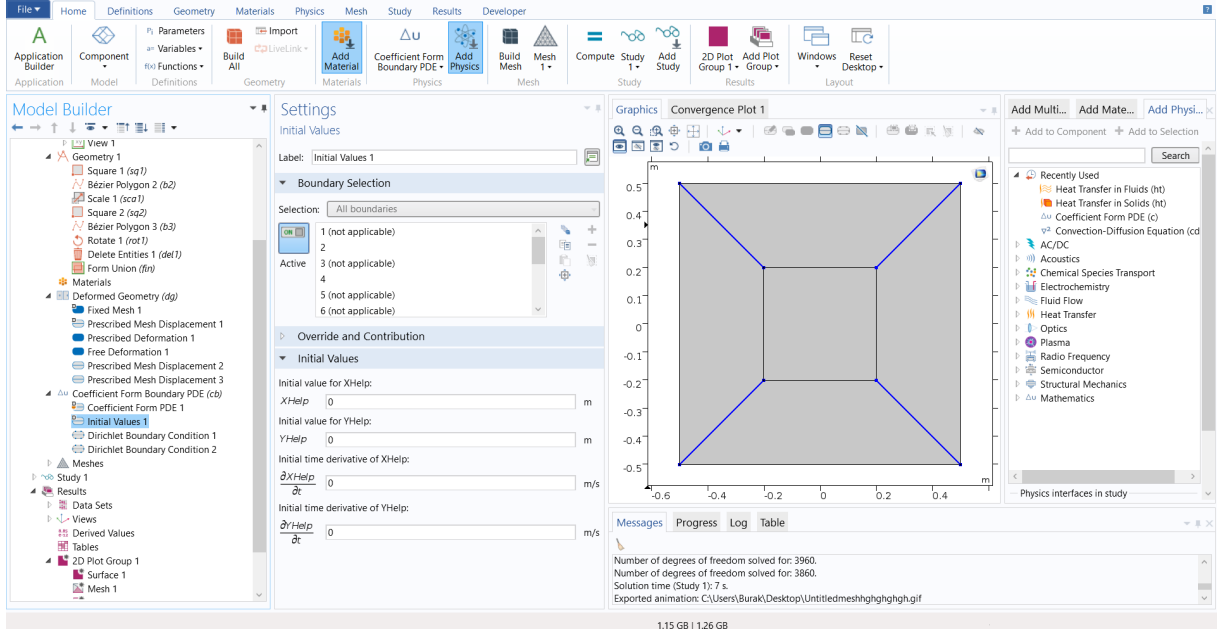 File
Home
Definitions
Geometry
Materials
Physics
Mesh
Study
Results
Developer
Application
Builder
Application
Component
Model
Pi Parameters
a= Variables
f(x) Functions
Definitions
Build
All
Import
LiveLink
Geometry
Add
Material
Materials
Δu
Coefficient Form
Boundary PDE
Add
Physics
Physics
Build
Mesh
Mesh
1
Mesh
Compute
Study
1
Add
Study
Study
2D Plot
Group 1
Add Plot
Group
Results
Windows
Reset
Desktop
Layout
Model Builder
View 1
Geometry 1
Square 1 (sq1)
Bézier Polygon 2 (b2)
Scale 1 (sca1)
Square 2 (sq2)
Bézier Polygon 3 (b3)
Rotate 1 (rot1)
Delete Entities 1 (del1)
Form Union (fin)
Materials
Deformed Geometry (dg)
Fixed Mesh 1
Prescribed Mesh Displacement 1
Prescribed Deformation 1
Free Deformation 1
Prescribed Mesh Displacement 2
Prescribed Mesh Displacement 3
Δu Coefficient Form Boundary PDE (cb)
Coefficient Form PDE 1
Initial Values 1
Dirichlet Boundary Condition 1
Dirichlet Boundary Condition 2
Meshes
Study 1
Results
Data Sets
Views
Derived Values
Tables
2D Plot Group 1
Surface 1
Mesh 1
Settings
Initial Values
Label: Initial Values 1
Boundary Selection
Selection: All boundaries
ON
Active
1 (not applicable)
2
3 (not applicable)
4
5 (not applicable)
6 (not applicable)
Override and Contribution
Initial Values
Initial value for XHelp:
XHelp 0 m
Initial value for YHelp:
YHelp 0 m
Initial time derivative of XHelp:
∂XHelp
∂t
0 m/s
Initial time derivative of YHelp:
∂YHelp
∂t
0 m/s
Graphics
Convergence Plot 1
m
0.5
0.4
0.3
0.2
0.1
0
-0.1
-0.2
-0.3
-0.4
-0.5
-0.6 -0.4 -0.2 0 0.2 0.4
m
Messages
Progress
Log
Table
Number of degrees of freedom solved for: 3960.
Number of degrees of freedom solved for: 3860.
Solution time (Study 1): 7 s.
Exported animation: C:\Users\Burak\Desktop\Untitledmeshhghghghgh.gif
Add Multi...
Add Mate...
Add Physi...
+ Add to Component
+ Add to Selection
Search
Recently Used
Heat Transfer in Fluids (ht)
Heat Transfer in Solids (ht)
Δu Coefficient Form PDE (c)
∇² Convection-Diffusion Equation (cd
AC/DC
Acoustics
Chemical Species Transport
Electrochemistry
Fluid Flow
Heat Transfer
Optics
Plasma
Radio Frequency
Semiconductor
Structural Mechanics
Δu Mathematics
Physics interfaces in study
1.15 GB | 1.26 GB